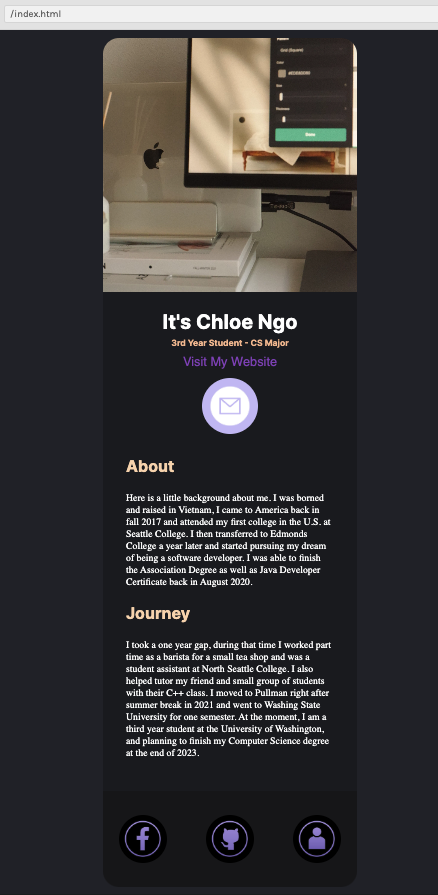 /index.html
It's Chloe Ngo
3rd Year Student - CS Major
Visit My Website
About
Here is a little background about me. I was borned
and raised in Vietnam, I came to America back in
fall 2017 and attended my first college in the U.S. at
Seattle College. I then transferred to Edmonds
College a year later and started pursuing my dream
of being a software developer. I was able to finish
the Association Degree as well as Java Developer
Certificate back in August 2020.
Journey
I took a one year gap, during that time I worked part
time as a barista for a small tea shop and was a
student assistant at North Seattle College. I also
helped tutor my friend and small group of students
with their C++ class. I moved to Pullman right after
summer break in 2021 and went to Washing State
University for one semester. At the moment, I am a
third year student at the University of Washington,
and planning to finish my Computer Science degree
at the end of 2023.